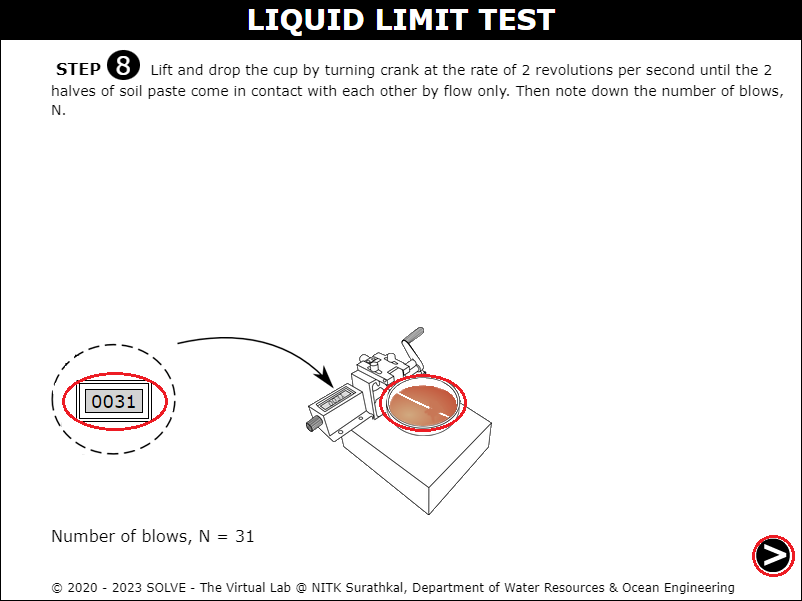 LIQUID LIMIT TEST
STEP 8 Lift and drop the cup by turning crank at the rate of 2 revolutions per second until the 2
halves of soil paste come in contact with each other by flow only. Then note down the number of blows,
N.
0031
Number of blows, N = 31
>
© 2020 - 2023 SOLVE - The Virtual Lab @ NITK Surathkal, Department of Water Resources & Ocean Engineering